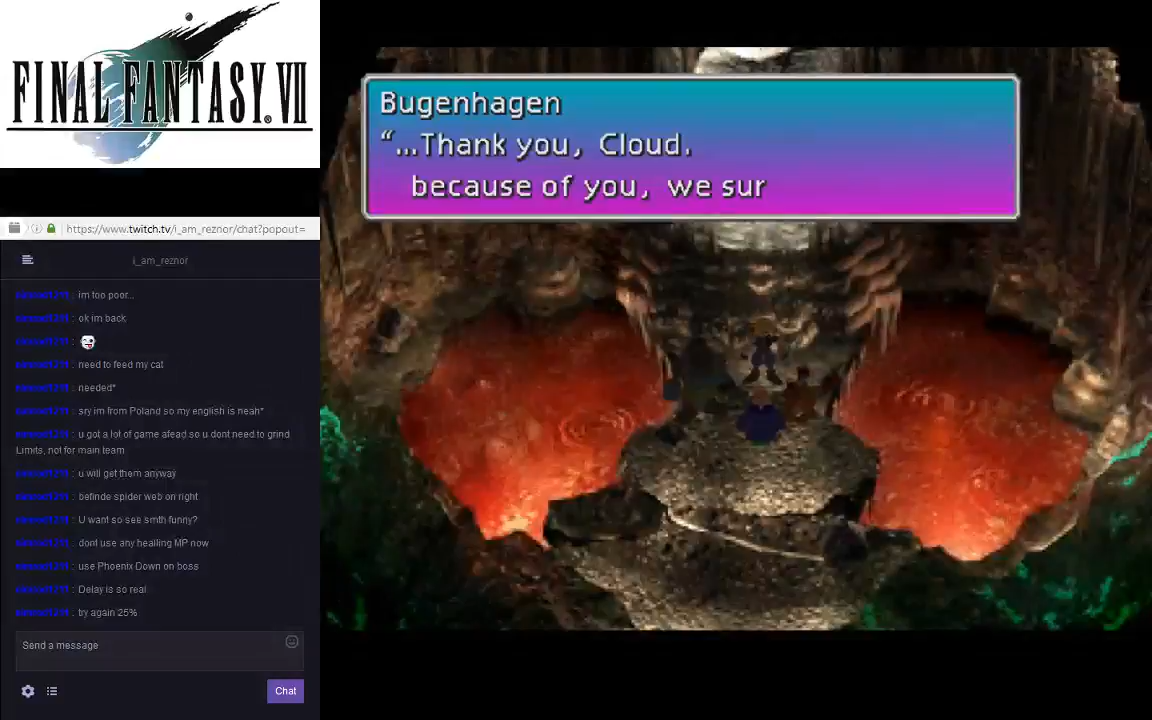 FINAL FANTASY. VII
https://www.twitch.tv/i_am_reznor/chat?popout=
i_am_reznor
: im too poor...
: ok im back
: need to feed my cat
: needed*
: sry im from Poland so my english is neah*
: u got a lot of game afead so u dont need to grind
Limits, not for main team
: u will get them anyway
: befinde spider web on right
: U want so see smth funny?
: dont use any healling MP now
: use Phoenix Down on boss
: Delay is so real
: try again 25%
Send a message
Chat
Bugenhagen
“...Thank you, Cloud.
because of you, we sur